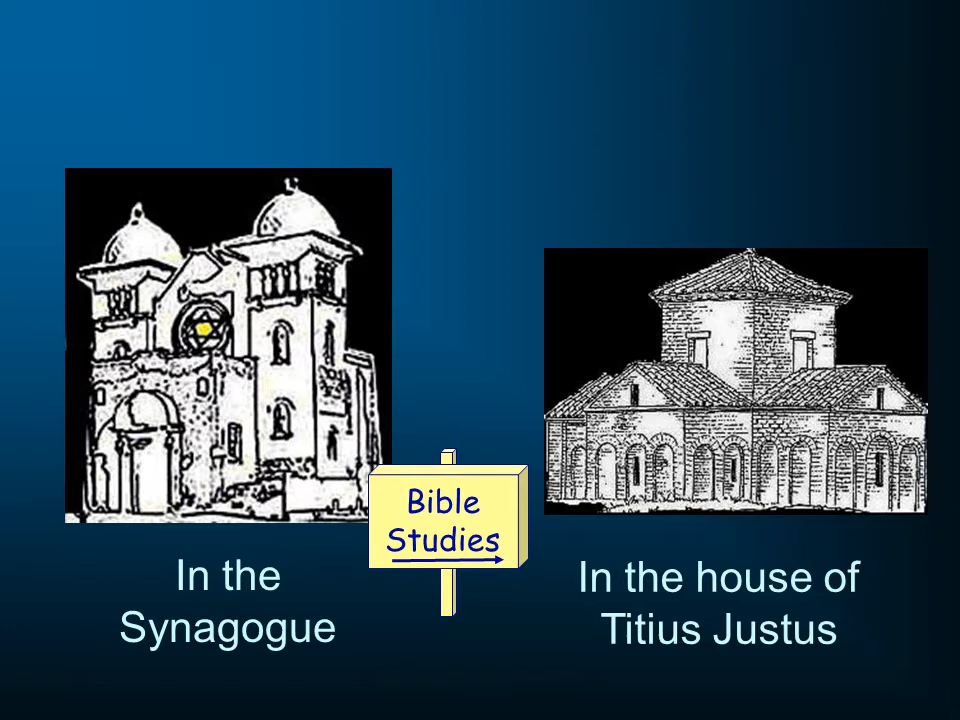 Bible
Studies
In the
Synagogue
In the house of
Titius Justus